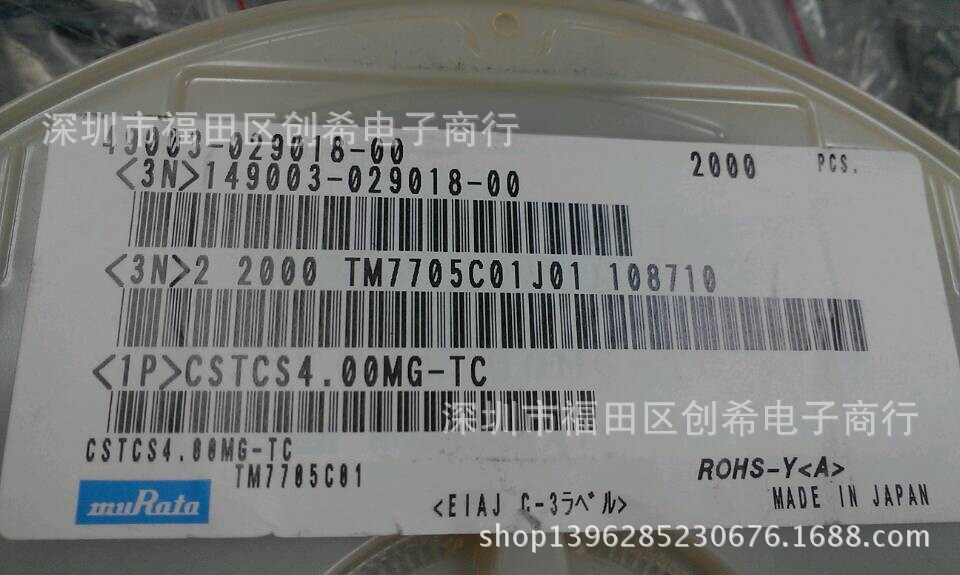 深圳市福田区创希电子商行
49003-029018-00 2000 PCS.
<3N>149003-029018-00
<3N>2 2000 TM7705C01J01 108710
<1P>CSTCS4.00MG-TC
深圳市福田区创希电子商行
CSTCS4.00MG-TC
TM7705C01
ROHS-Y<A>
muRata
<EIAJ C-3ラベル>
MADE IN JAPAN
shop1396285230676.1688.com